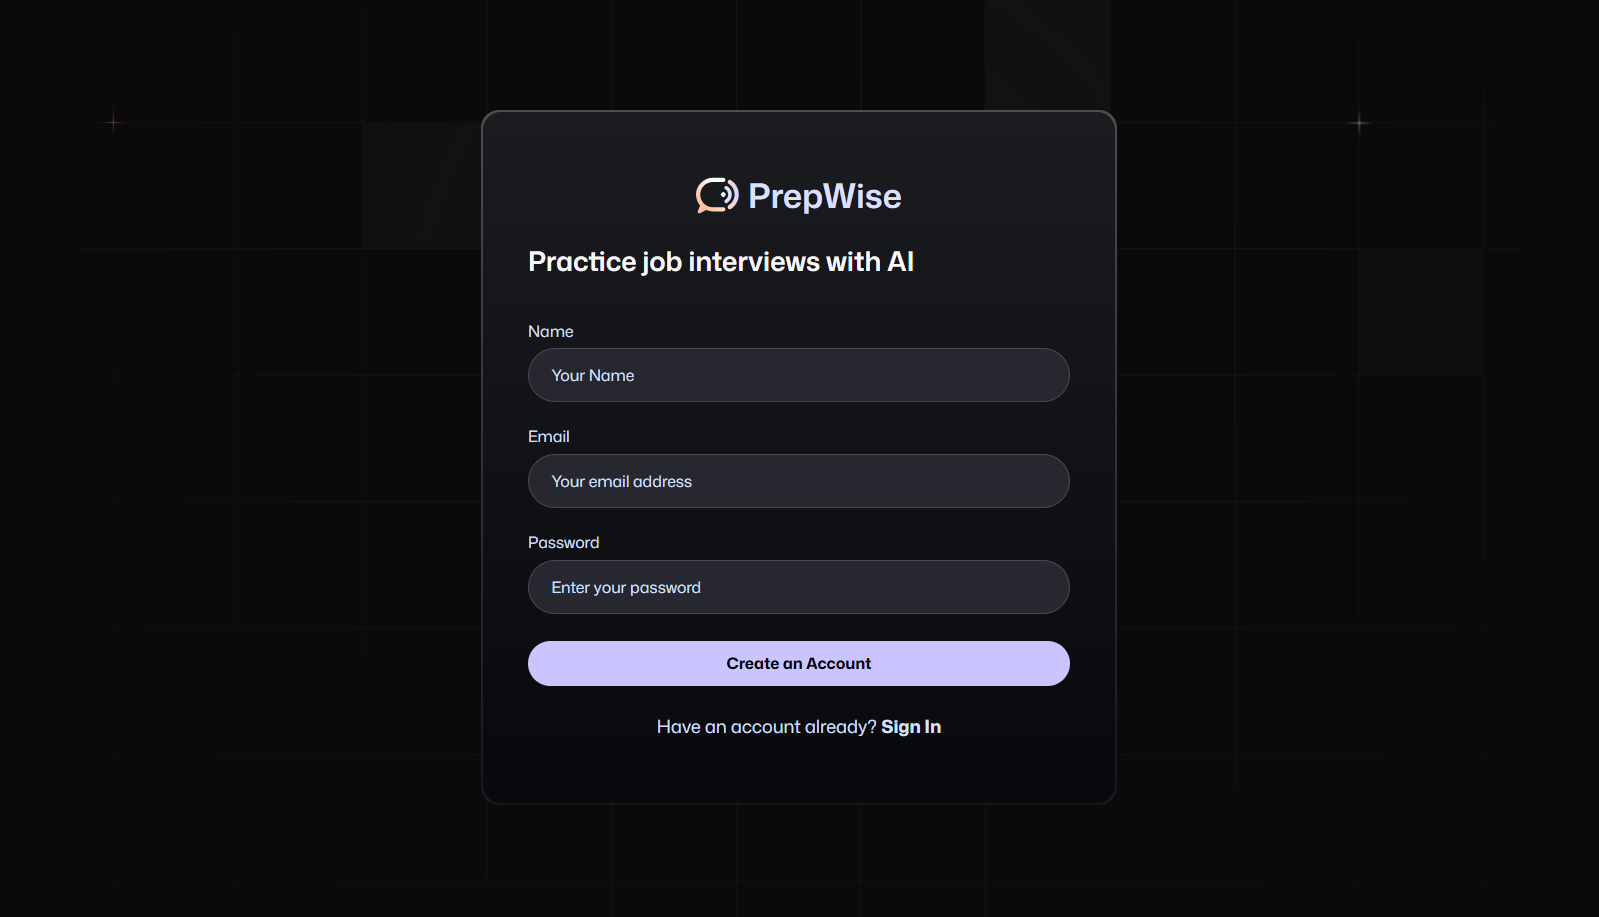 PrepWise
Practice job interviews with AI
Name
Your Name
Email
Your email address
Password
Enter your password
Create an Account
Have an account already? Sign In